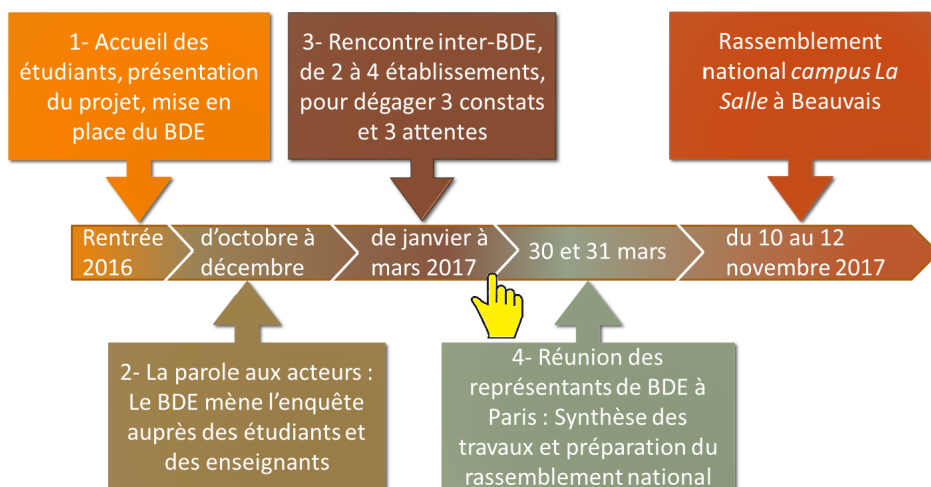 1- Accueil des
étudiants, présentation
du projet, mise en
place du BDE
3- Rencontre inter-BDE,
de 2 à 4 établissements,
pour dégager 3 constats
et 3 attentes
Rassemblement
national campus La
Salle à Beauvais
Rentrée
2016
d’octobre à
décembre
de janvier à
mars 2017
30 et 31 mars
du 10 au 12
novembre 2017
2- La parole aux acteurs :
Le BDE mène l’enquête
auprès des étudiants et
des enseignants
4- Réunion des
représentants de BDE à
Paris : Synthèse des
travaux et préparation du
rassemblement national